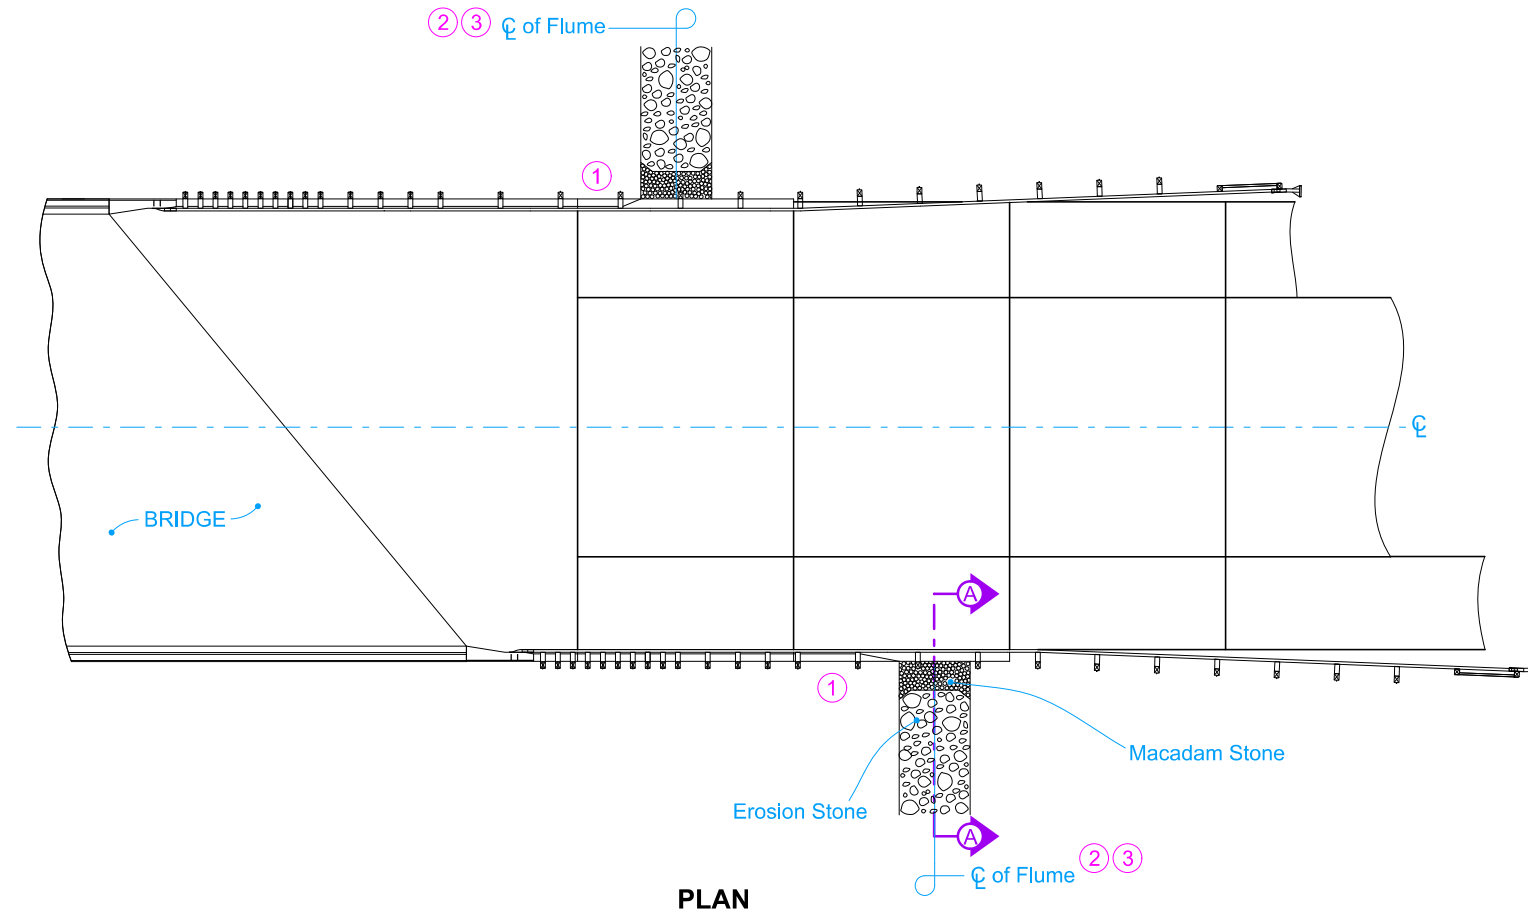 2 3 ℄ of Flume
1
℄
BRIDGE
A
1
Macadam Stone
Erosion Stone
A
℄ of Flume 2 3
PLAN